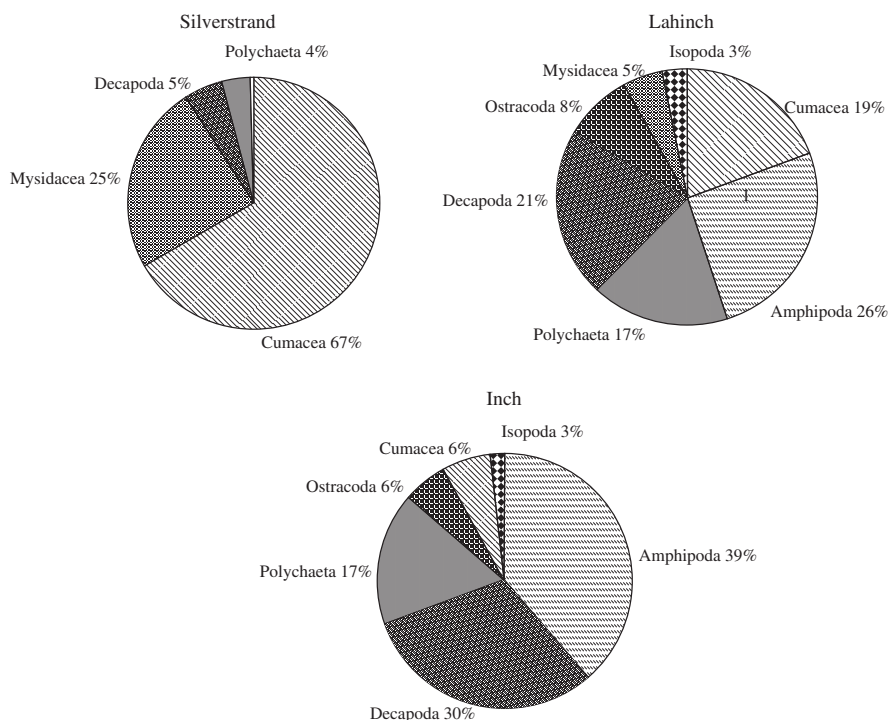 Silverstrand
Polychaeta 4%
Decapoda 5%
Mysidacea 25%
Cumacea 67%
Lahinch
Isopoda 3%
Mysidacea 5%
Cumacea 19%
Ostracoda 8%
1
Decapoda 21%
Amphipoda 26%
Polychaeta 17%
Inch
Isopoda 3%
Cumacea 6%
Ostracoda 6%
Amphipoda 39%
Polychaeta 17%
Decapoda 30%